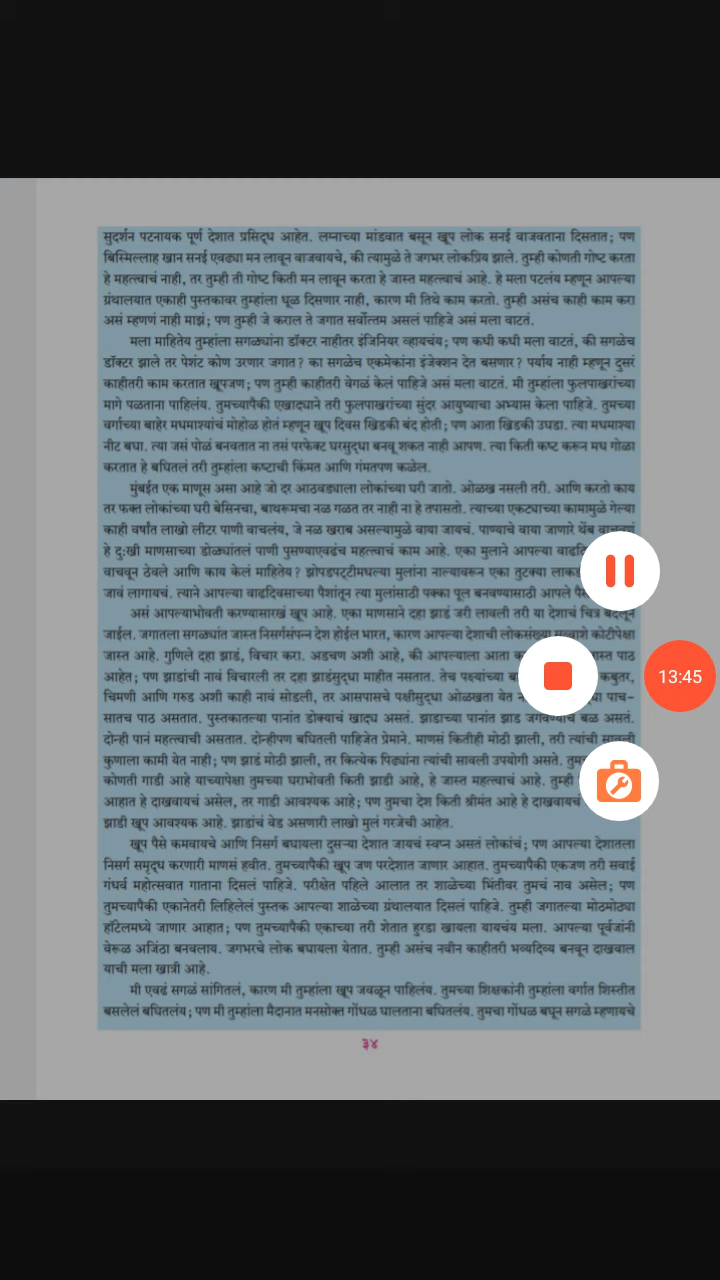 सुदर्शन पटनायक पूर्ण देशात प्रसिद्ध आहेत. लग्नाच्या मांडवात बसून खूप लोक सनई वाजवताना दिसतात; पण
बिस्मिल्लाह खान सनई एवढ्या मन लावून वाजवायचे, की त्यामुळे ते जगभर लोकप्रिय झाले. तुम्ही कोणती गोष्ट करता
हे महत्त्वाचं नाही, तर तुम्ही ती गोष्ट किती मन लावून करता हे जास्त महत्त्वाचं आहे. हे मला पटलंय म्हणून आपल्या
ग्रंथालयात एकाही पुस्तकावर तुम्हांला धूळ दिसणार नाही, कारण मी तिथे काम करतो. तुम्ही असंच काही काम करा
असं म्हणणं नाही माझं; पण तुम्ही जे कराल ते जगात सर्वोत्तम असलं पाहिजे असं मला वाटतं.
मला माहितेय तुम्हांला सगळ्यांना डॉक्टर नाहीतर इंजिनियर व्हायचंय; पण कधी कधी मला वाटतं, की सगळेच
डॉक्टर झाले तर पेशंट कोण उरणार जगात? का सगळेच एकमेकांना इंजेक्शन देत बसणार? पर्याय नाही म्हणून दुसरं
काहीतरी काम करतात खूपजण; पण तुम्ही काहीतरी वेगळं केलं पाहिजे असं मला वाटतं. मी तुम्हांला फुलपाखरांच्या
मागे पळताना पाहिलंय. तुमच्यापैकी एखाद्याने तरी फुलपाखरांच्या सुंदर आयुष्याचा अभ्यास केला पाहिजे. तुमच्या
वर्गाच्या बाहेर मधमाश्यांचं मोहोळ होतं म्हणून खूप दिवस खिडकी बंद होती; पण आता खिडकी उघडा. त्या मधमाश्या
नीट बघा. त्या जसं पोळं बनवतात ना तसं परफेक्ट घरसुद्धा बनवू शकत नाही आपण. त्या किती कष्ट करून मध गोळा
करतात हे बघितलं तरी तुम्हांला कष्टाची किंमत आणि गंमतपण कळेल.
मुंबईत एक माणूस असा आहे जो दर आठवड्याला लोकांच्या घरी जातो. ओळख नसली तरी. आणि करतो काय
तर फक्त लोकांच्या घरी बेसिनचा, बाथरूमचा नळ गळत तर नाही ना हे तपासतो. त्याच्या एकट्याच्या कामामुळे गेल्या
काही वर्षांत लाखो लीटर पाणी वाचलंय, जे नळ खराब असल्यामुळे वाया जायचं. पाण्याचे वाया जाणारे थेंब
हे दुःखी माणसाच्या डोळ्यांतलं पाणी पुसण्याएवढंच महत्त्वाचं काम आहे. एका मुलाने आपल्या
वाचवून ठेवले आणि काय केलं माहितेय? झोपडपट्टीमधल्या मुलांना नाल्यावरून एका तुटक्या
जावं लागायचं. त्याने आपल्या वाढदिवसाच्या पैशांतून त्या मुलांसाठी पक्का पूल बनवण्यासाठी आपले
असं आपल्याभोवती करण्यासारखं खूप आहे. एका माणसाने दहा झाडं जरी लावली तरी या देशाचं चित्र बदलून
जाईल. जगातला सगळ्यांत जास्त निसर्गसंपन्न देश होईल भारत, कारण आपल्या देशाची लोकसंख्या कोटीपेक्षा
जास्त आहे. गुणिले दहा झाडं, विचार करा. अडचण अशी आहे, की आपल्याला आता पाठ
आहेत; पण झाडांची नावं विचारली तर दहा झाडंसुद्धा माहीत नसतात. तेच पक्ष्यांच्या कबुतर,
चिमणी आणि गरुड अशी काही नावं सोडली, तर आसपासचे पक्षीसुद्धा ओळखता येत पाच-
सातच पाठ असतात. पुस्तकातल्या पानांत डोक्याचं खाद्य असतं. झाडाच्या पानांत झाड जगवण्याचं बळ असतं.
दोन्ही पानं महत्त्वाची असतात. दोन्हीपण बघितली पाहिजेत प्रेमाने. माणसं कितीही मोठी झाली, तरी त्यांची सावली
कुणाला कामी येत नाही; पण झाडं मोठी झाली, तर कित्येक पिढ्यांना त्यांची सावली उपयोगी असते.
कोणती गाडी आहे याच्यापेक्षा तुमच्या घराभोवती किती झाडी आहे, हे जास्त महत्त्वाचं आहे. तुम्ही
आहात हे दाखवायचं असेल, तर गाडी आवश्यक आहे; पण तुमचा देश किती श्रीमंत आहे हे दाखवायचं
झाडी खूप आवश्यक आहे. झाडांचं वेड असणारी लाखो मुलं गरजेची आहेत.
खूप पैसे कमवायचे आणि निसर्ग बघायला दुसऱ्या देशात जायचं स्वप्न असतं लोकांचं; पण आपल्या देशातला
निसर्ग समृद्ध करणारी माणसं हवीत. तुमच्यापैकी खूप जण परदेशात जाणार आहात. तुमच्यापैकी एकजण तरी सवाई
गंधर्व महोत्सवात गाताना दिसलं पाहिजे. परीक्षेत पहिले आलात तर शाळेच्या भिंतीवर तुमचं नाव असेल; पण
तुमच्यापैकी एकानेतरी लिहिलेलं पुस्तक आपल्या शाळेच्या ग्रंथालयात दिसलं पाहिजे. तुम्ही जगातल्या मोठमोठ्या
हॉटेलमध्ये जाणार आहात; पण तुमच्यापैकी एकाच्या तरी शेतात हुरडा खायला यायचंय मला. आपल्या पूर्वजांनी
वेरूळ अजिंठा बनवलाय. जगभरचे लोक बघायला येतात. तुम्ही असंच नवीन काहीतरी भव्यदिव्य बनवून दाखवाल
याची मला खात्री आहे.
मी एवढं सगळं सांगितलं, कारण मी तुम्हांला खूप जवळून पाहिलंय. तुमच्या शिक्षकांनी तुम्हांला वर्गात शिस्तीत
बसलेलं बघितलंय; पण मी तुम्हांला मैदानात मनसोक्त गोंधळ घालताना बघितलंय. तुमचा गोंधळ बघून सगळे म्हणायचे
३४
13:45